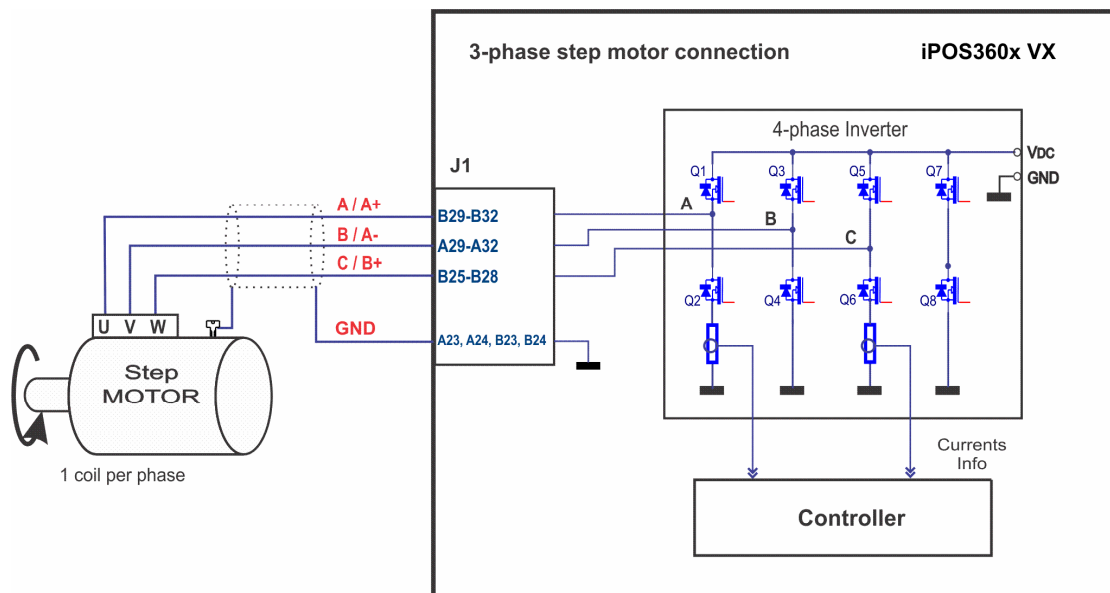 3-phase step motor connection
iPOS360x VX
4-phase Inverter
VDC
GND
J1
Q1
Q3
Q5
Q7
A / A+
B29-B32
A
B
B / A-
A29-A32
C
C / B+
B25-B28
Q2
Q4
Q6
Q8
U V W
GND
A23, A24, B23, B24
Step
MOTOR
1 coil per phase
Currents
Info
Controller